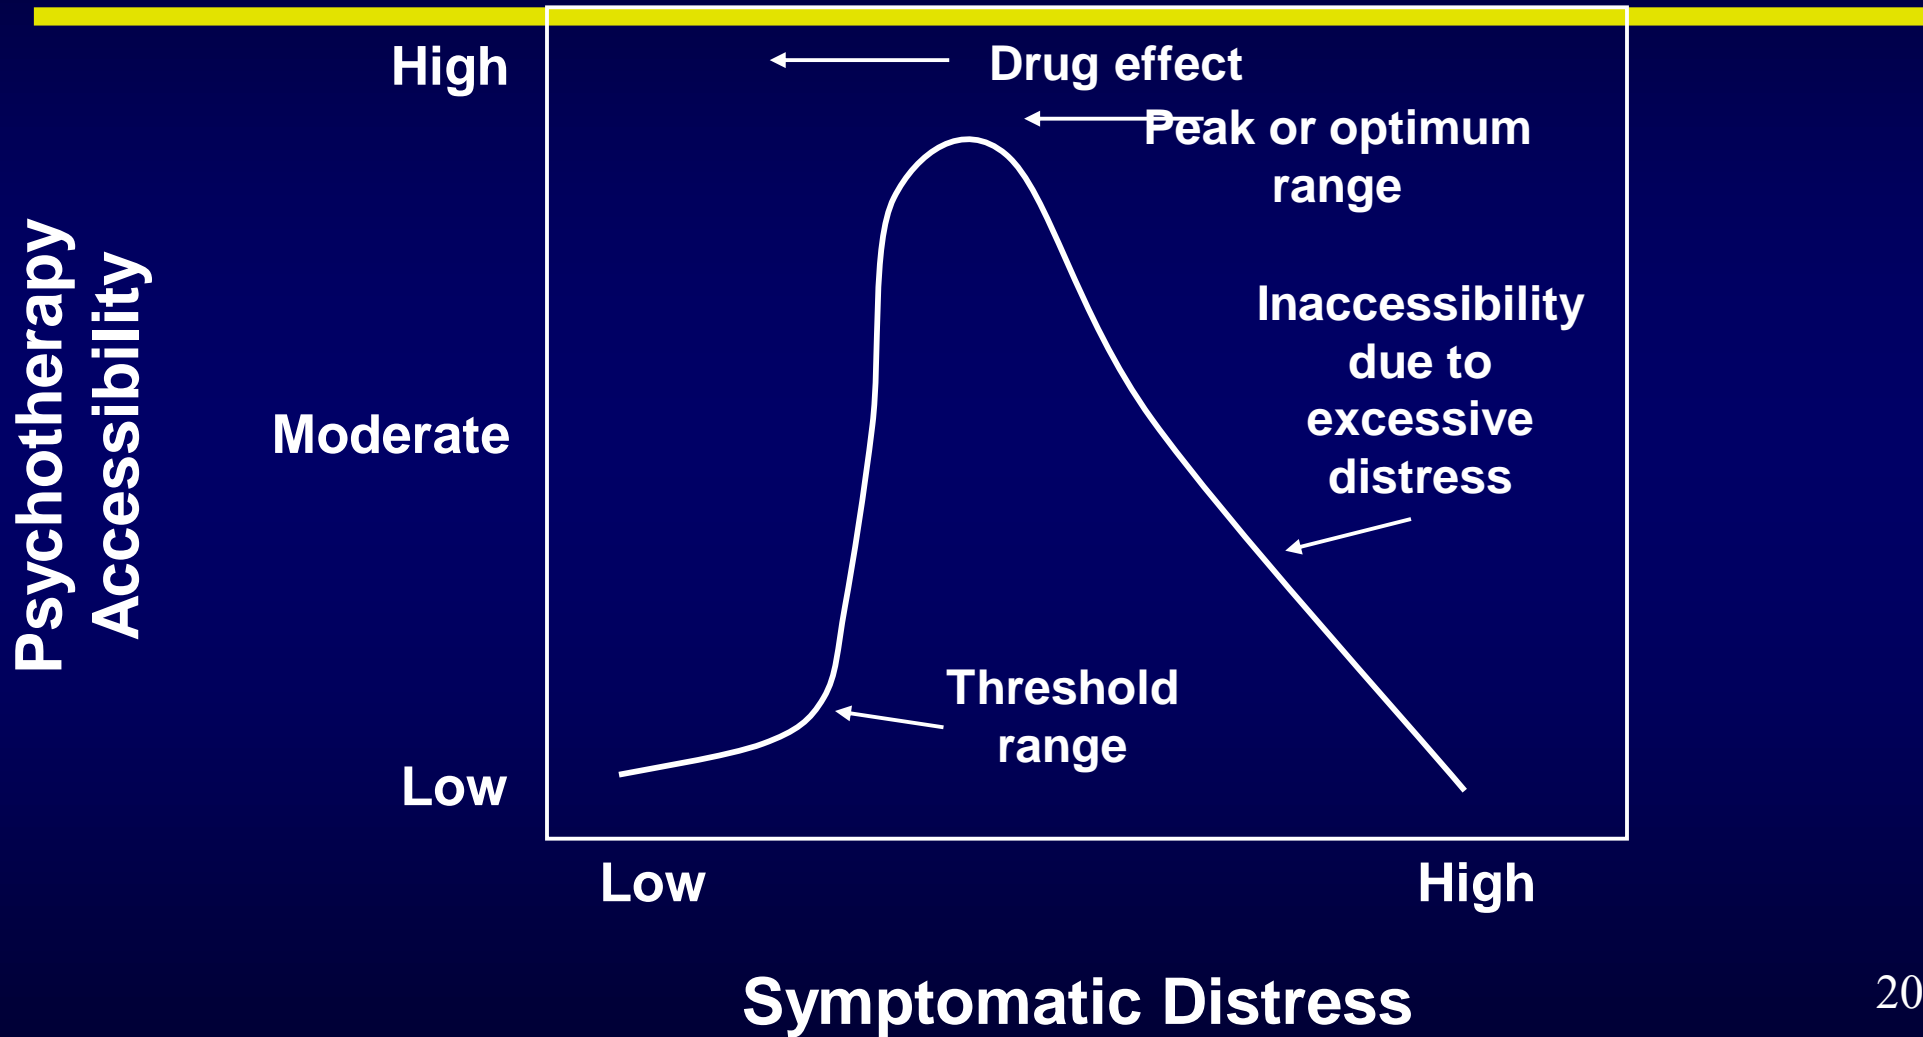 High
Drug effect
Peak or optimum
range
Psychotherapy
Accessibility
Inaccessibility
due to
excessive
distress
Moderate
Threshold
range
Low
Low
High
Symptomatic Distress
20